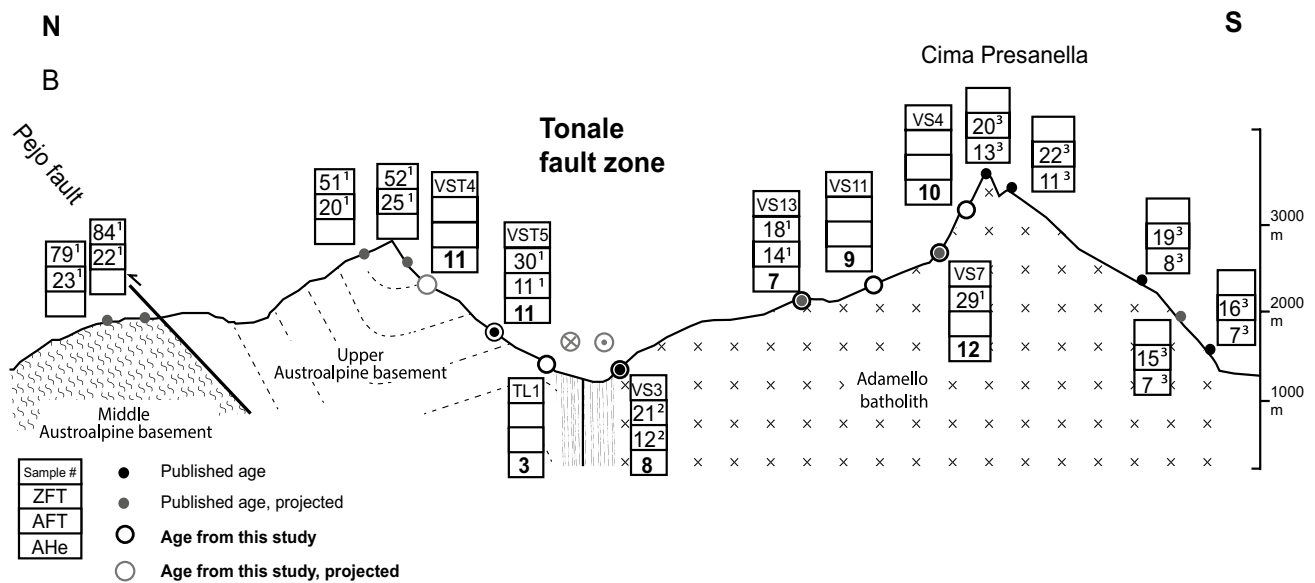 N
S
B
Cima Presanella
Pejo fault
Tonale
fault zone
79¹
23¹
84¹
22¹
51¹
20¹
52¹
25¹
VST4
11
VST5
30¹
11¹
11
TL1
3
VS3
21²
12²
8
VS13
18¹
14¹
7
VS11
9
VS4
10
VS7
29¹
12
20³
13³
22³
11³
19³
8³
15³
7³
16³
7³
3000
m
2000
m
1000
m
Upper
Austroalpine basement
Middle
Austroalpine basement
Adamello
batholith
Sample #
ZFT
AFT
AHe
Published age
Published age, projected
Age from this study
Age from this study, projected